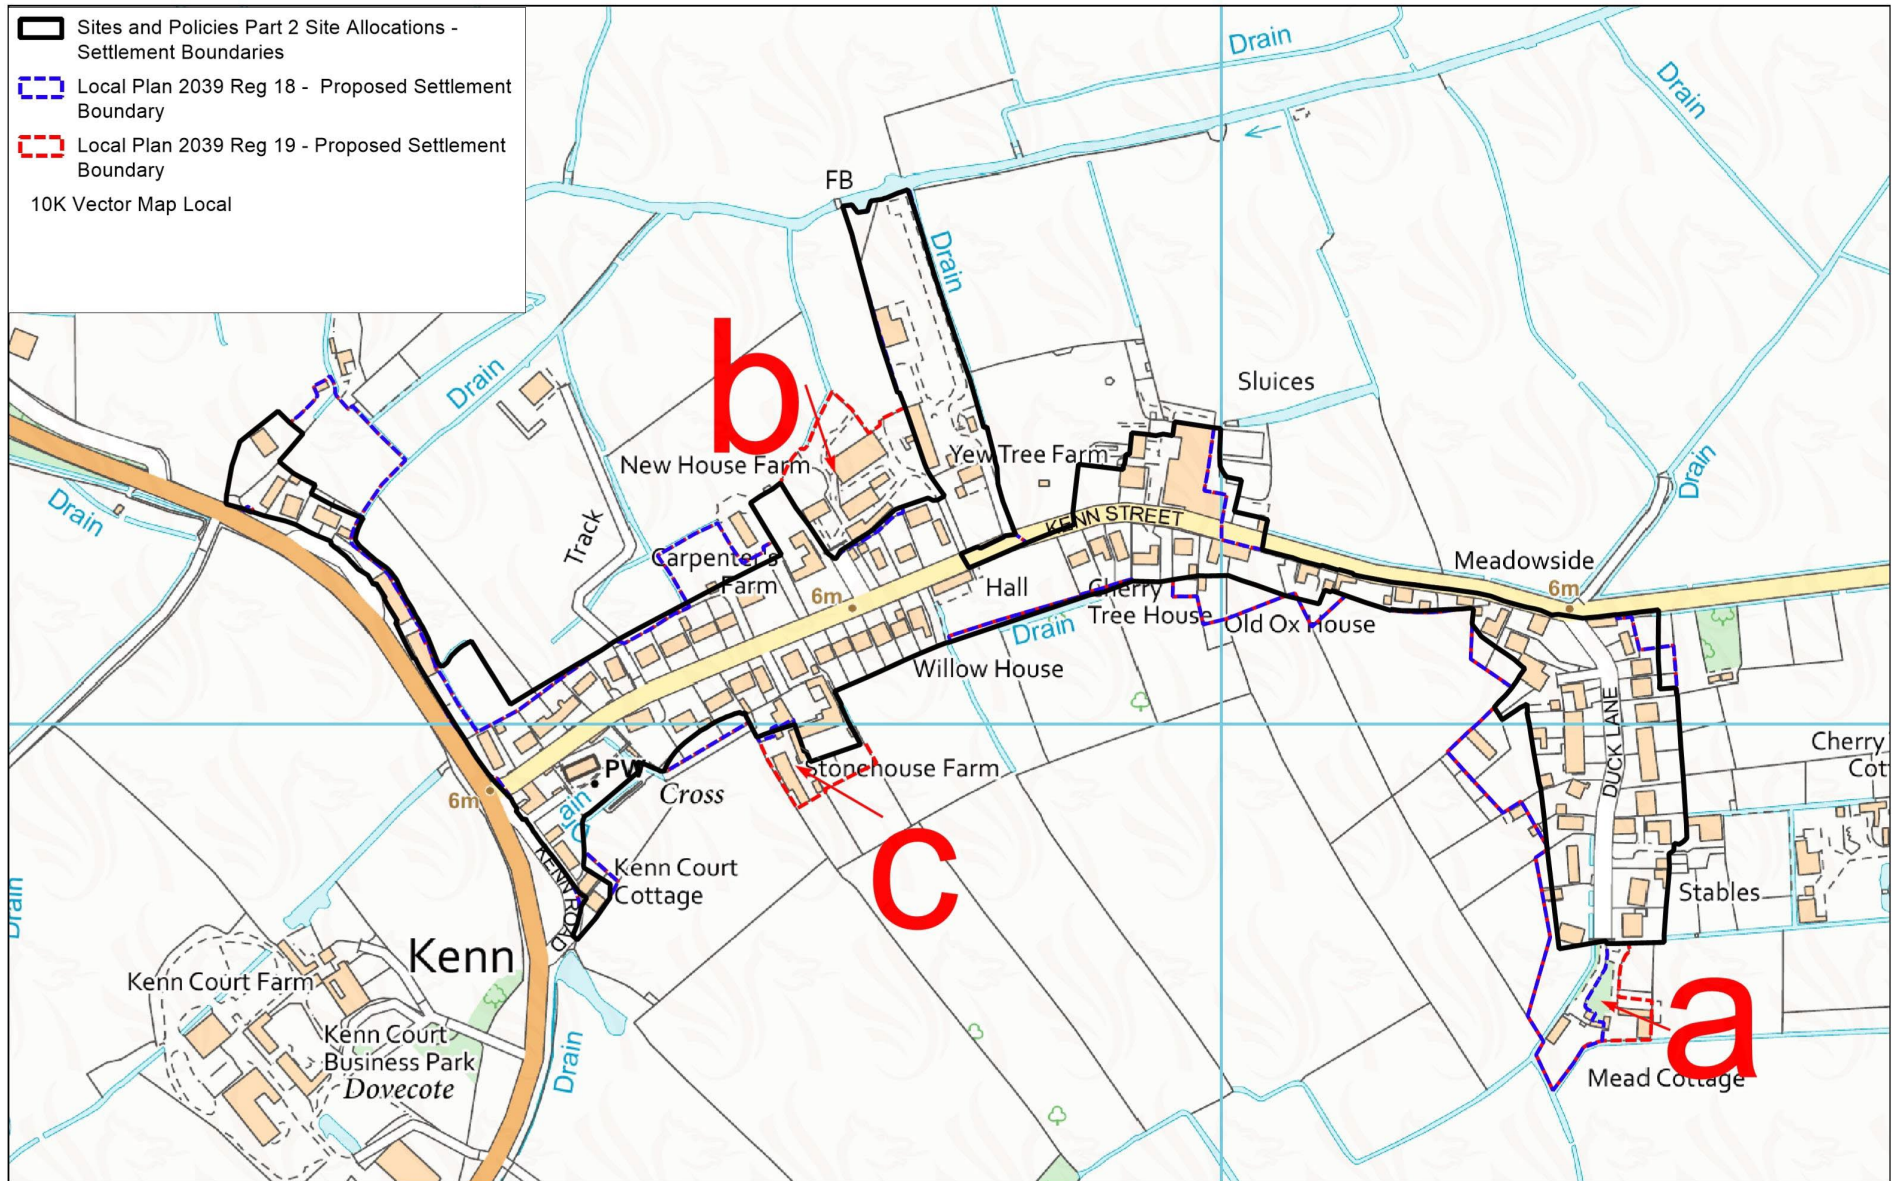 Sites and Policies Part 2 Site Allocations -
Settlement Boundaries
Local Plan 2039 Reg 18 - Proposed Settlement
Boundary
Local Plan 2039 Reg 19 - Proposed Settlement
Boundary
10K Vector Map Local
Drain
Drain
FB
Drain
Drain
Sluices
b
New House Farm
Yew Tree Farm
Drain
Drain
KENN STREET
Track
Carpenter's
Farm
Meadowside
6m
6m
Hall
Cherry
Tree House
Drain
Old Ox House
Willow House
DUCK LANE
Cherry
Cot
PW
Stonehouse Farm
Cross
6m
Drain
c
KENN ROAD
Kenn Court
Cottage
Stables
Drain
Kenn
Kenn Court Farm
a
Kenn Court
Business Park
Dovecote
Drain
Mead Cottage